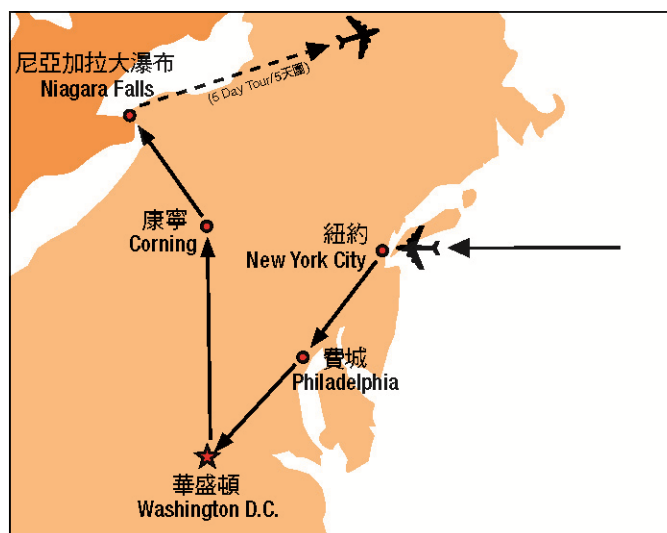 尼亞加拉大瀑布
Niagara Falls
(5 Day Tour/5天團)
康寧
Corning
紐約
New York City
費城
Philadelphia
華盛頓
Washington D.C.